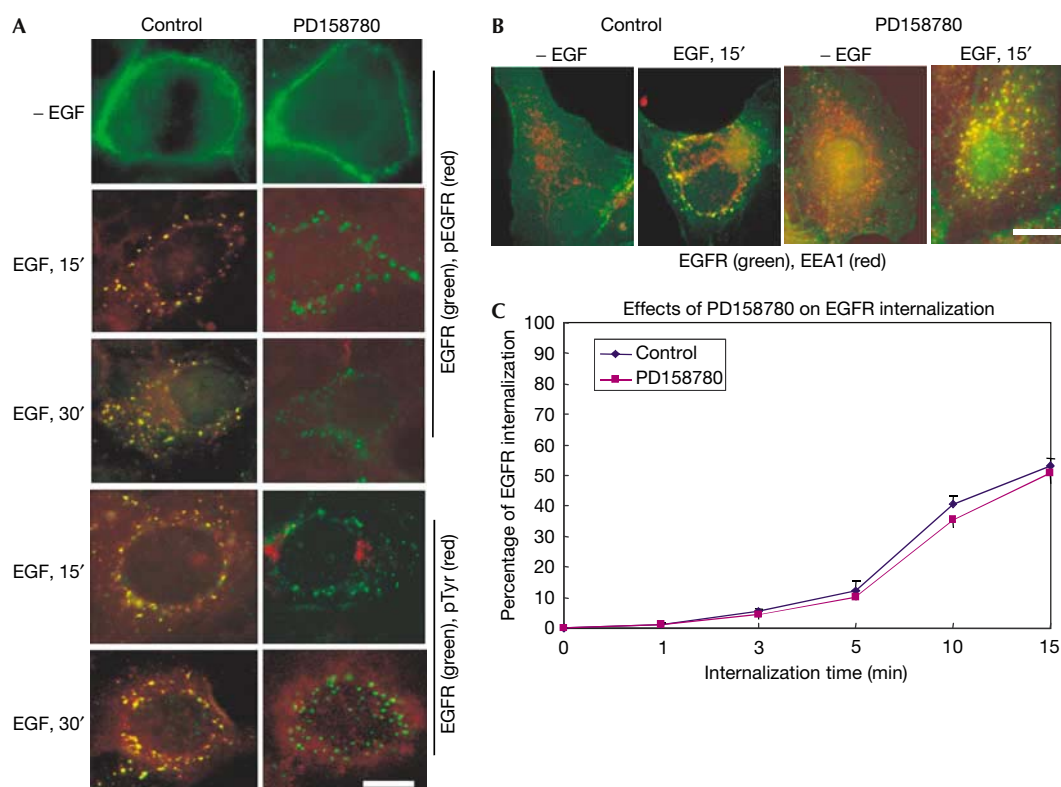 A
Control
PD158780
– EGF
EGF, 15′
EGF, 30′
EGFR (green), pEGFR (red)
EGF, 15′
EGF, 30′
EGFR (green), pTyr (red)
B
Control
PD158780
– EGF
EGF, 15′
– EGF
EGF, 15′
EGFR (green), EEA1 (red)
C
Effects of PD158780 on EGFR internalization
Control
PD158780
Percentage of EGFR internalization
100
90
80
70
60
50
40
30
20
10
0
0 1 3 5 10 15
Internalization time (min)